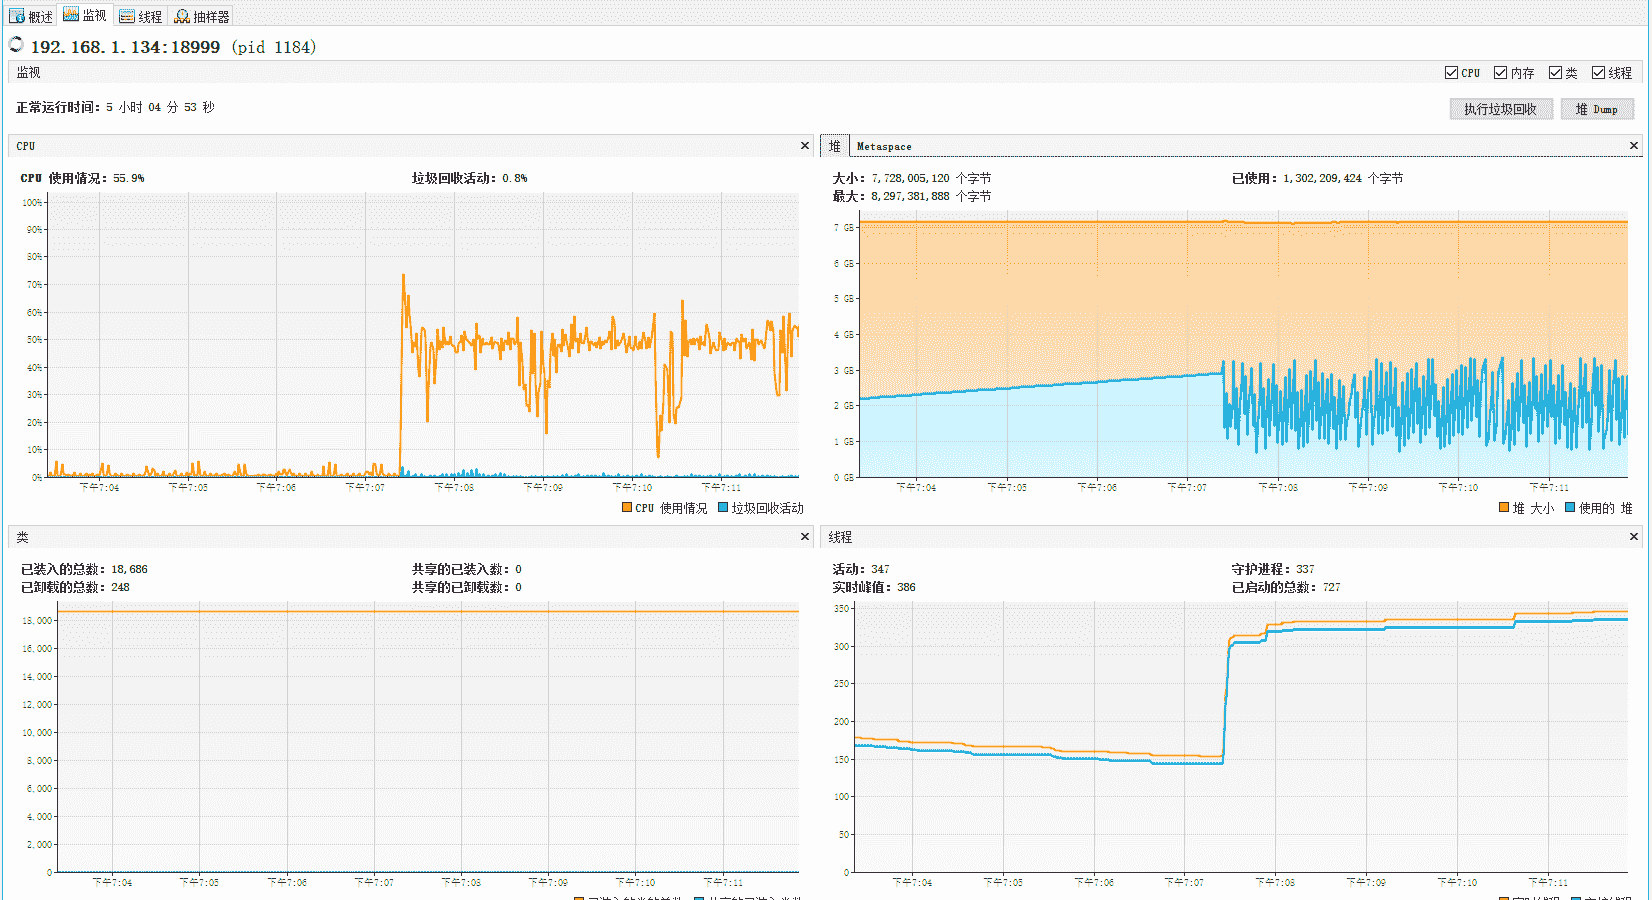 概述 监视 线程 抽样器
192.168.1.134:18999 (pid 1184)
监视 CPU 内存 类 线程
正常运行时间: 5 小时 04 分 53 秒 执行垃圾回收 堆 Dump
CPU
CPU 使用情况: 55.9% 垃圾回收活动: 0.8%
100%
90%
80%
70%
60%
50%
40%
30%
20%
10%
0%
下午7:04 下午7:05 下午7:06 下午7:07 下午7:08 下午7:09 下午7:10 下午7:11
CPU 使用情况 垃圾回收活动
堆 Metaspace
大小: 7,728,005,120 个字节 已使用: 1,302,209,424 个字节
最大: 8,297,381,888 个字节
7 GB
6 GB
5 GB
4 GB
3 GB
2 GB
1 GB
0 GB
下午7:04 下午7:05 下午7:06 下午7:07 下午7:08 下午7:09 下午7:10 下午7:11
堆 大小 使用的 堆
类
已装入的总数: 18,686 共享的已装入数: 0
已卸载的总数: 248 共享的已卸载数: 0
18,000
16,000
14,000
12,000
10,000
8,000
6,000
4,000
2,000
0
下午7:04 下午7:05 下午7:06 下午7:07 下午7:08 下午7:09 下午7:10 下午7:11
线程
活动: 347 守护进程: 337
实时峰值: 386 已启动的总数: 727
350
300
250
200
150
100
50
0
下午7:04 下午7:05 下午7:06 下午7:07 下午7:08 下午7:09 下午7:10 下午7:11